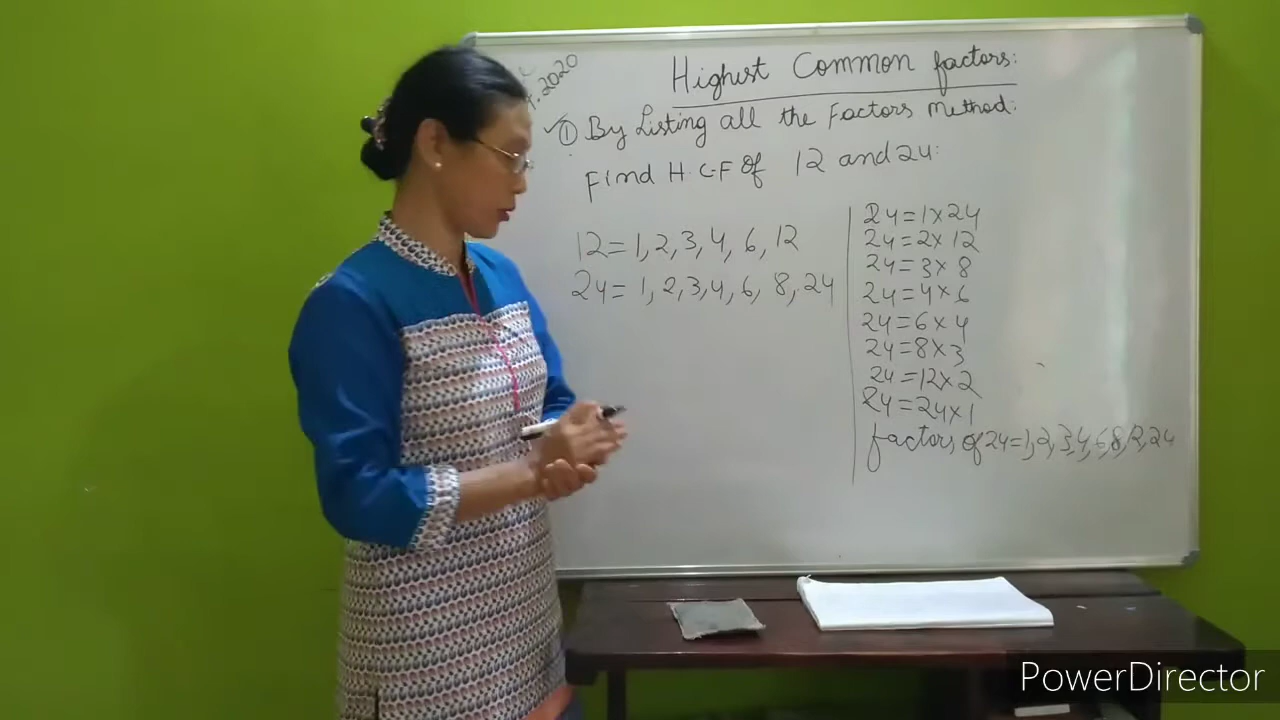 .2020
Highest Common factors:
① By Listing all the Factors Method:
Find H.C.F of 12 and 24:
12 = 1, 2, 3, 4, 6, 12
24 = 1, 2, 3, 4, 6, 8, 24
24 = 1 x 24
24 = 2 x 12
24 = 3 x 8
24 = 4 x 6
24 = 6 x 4
24 = 8 x 3
24 = 12 x 2
24 = 24 x 1
factors of 24 = 1, 2, 3, 4, 6, 8, 12, 24
PowerDirector